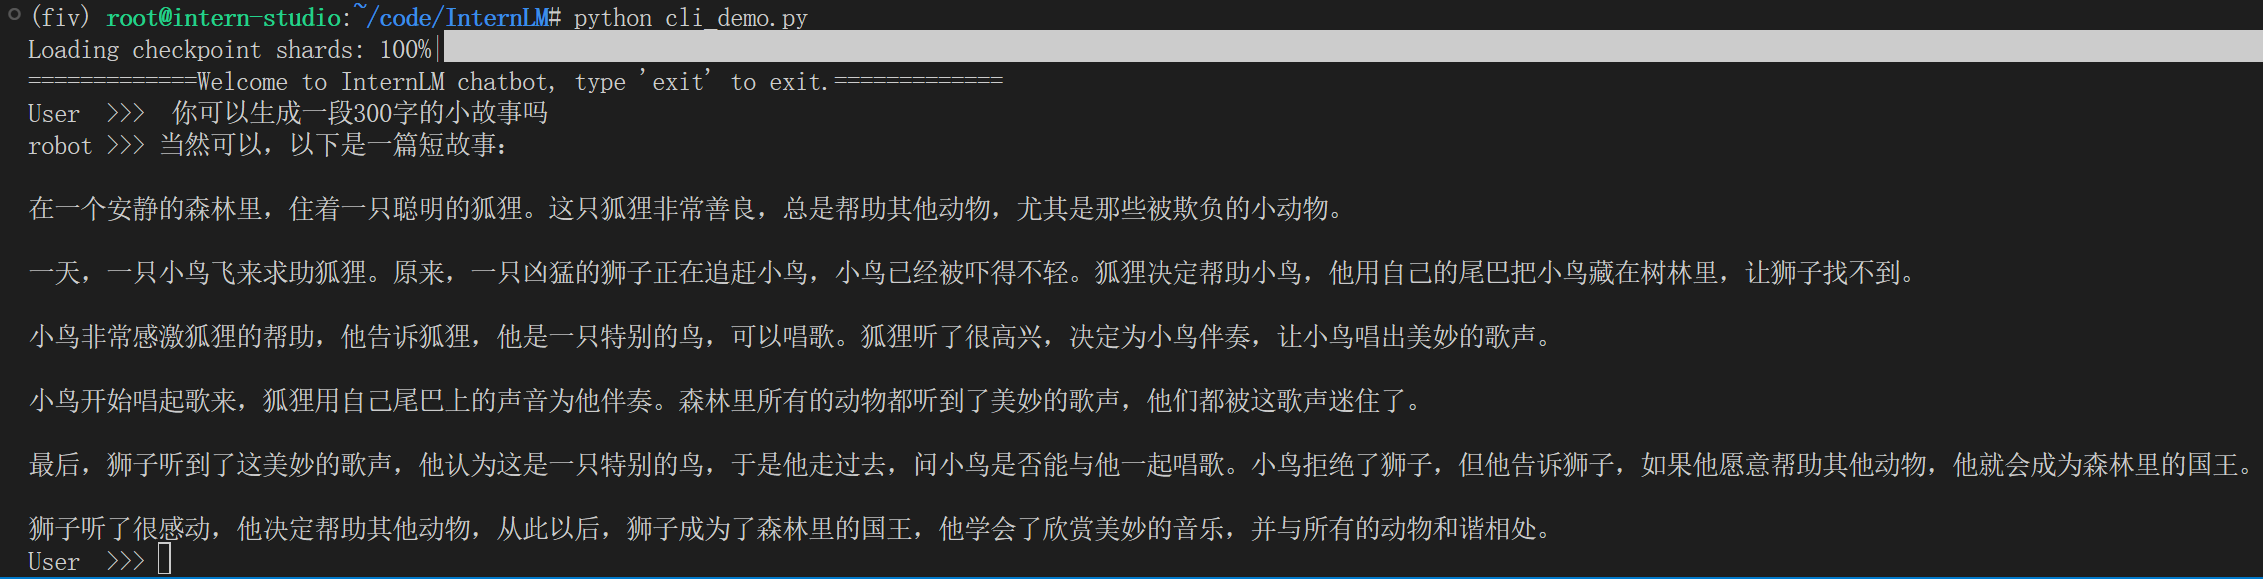 (fiv) root@intern-studio:~/code/InternLM# python cli_demo.py
Loading checkpoint shards: 100%|
=============Welcome to InternLM chatbot, type 'exit' to exit.=============
User  >>>  你可以生成一段300字的小故事吗
robot >>> 当然可以，以下是一篇短故事：
在一个安静的森林里，住着一只聪明的狐狸。这只狐狸非常善良，总是帮助其他动物，尤其是那些被欺负的小动物。
一天，一只小鸟飞来求助狐狸。原来，一只凶猛的狮子正在追赶小鸟，小鸟已经被吓得不轻。狐狸决定帮助小鸟，他用自己的尾巴把小鸟藏在树林里，让狮子找不到。
小鸟非常感激狐狸的帮助，他告诉狐狸，他是一只特别的鸟，可以唱歌。狐狸听了很高兴，决定为小鸟伴奏，让小鸟唱出美妙的歌声。
小鸟开始唱起歌来，狐狸用自己尾巴上的声音为他伴奏。森林里所有的动物都听到了美妙的歌声，他们都被这歌声迷住了。
最后，狮子听到了这美妙的歌声，他认为这是一只特别的鸟，于是他走过去，问小鸟是否能与他一起唱歌。小鸟拒绝了狮子，但他告诉狮子，如果他愿意帮助其他动物，他就会成为森林里的国王。
狮子听了很感动，他决定帮助其他动物，从此以后，狮子成为了森林里的国王，他学会了欣赏美妙的音乐，并与所有的动物和谐相处。
User  >>>